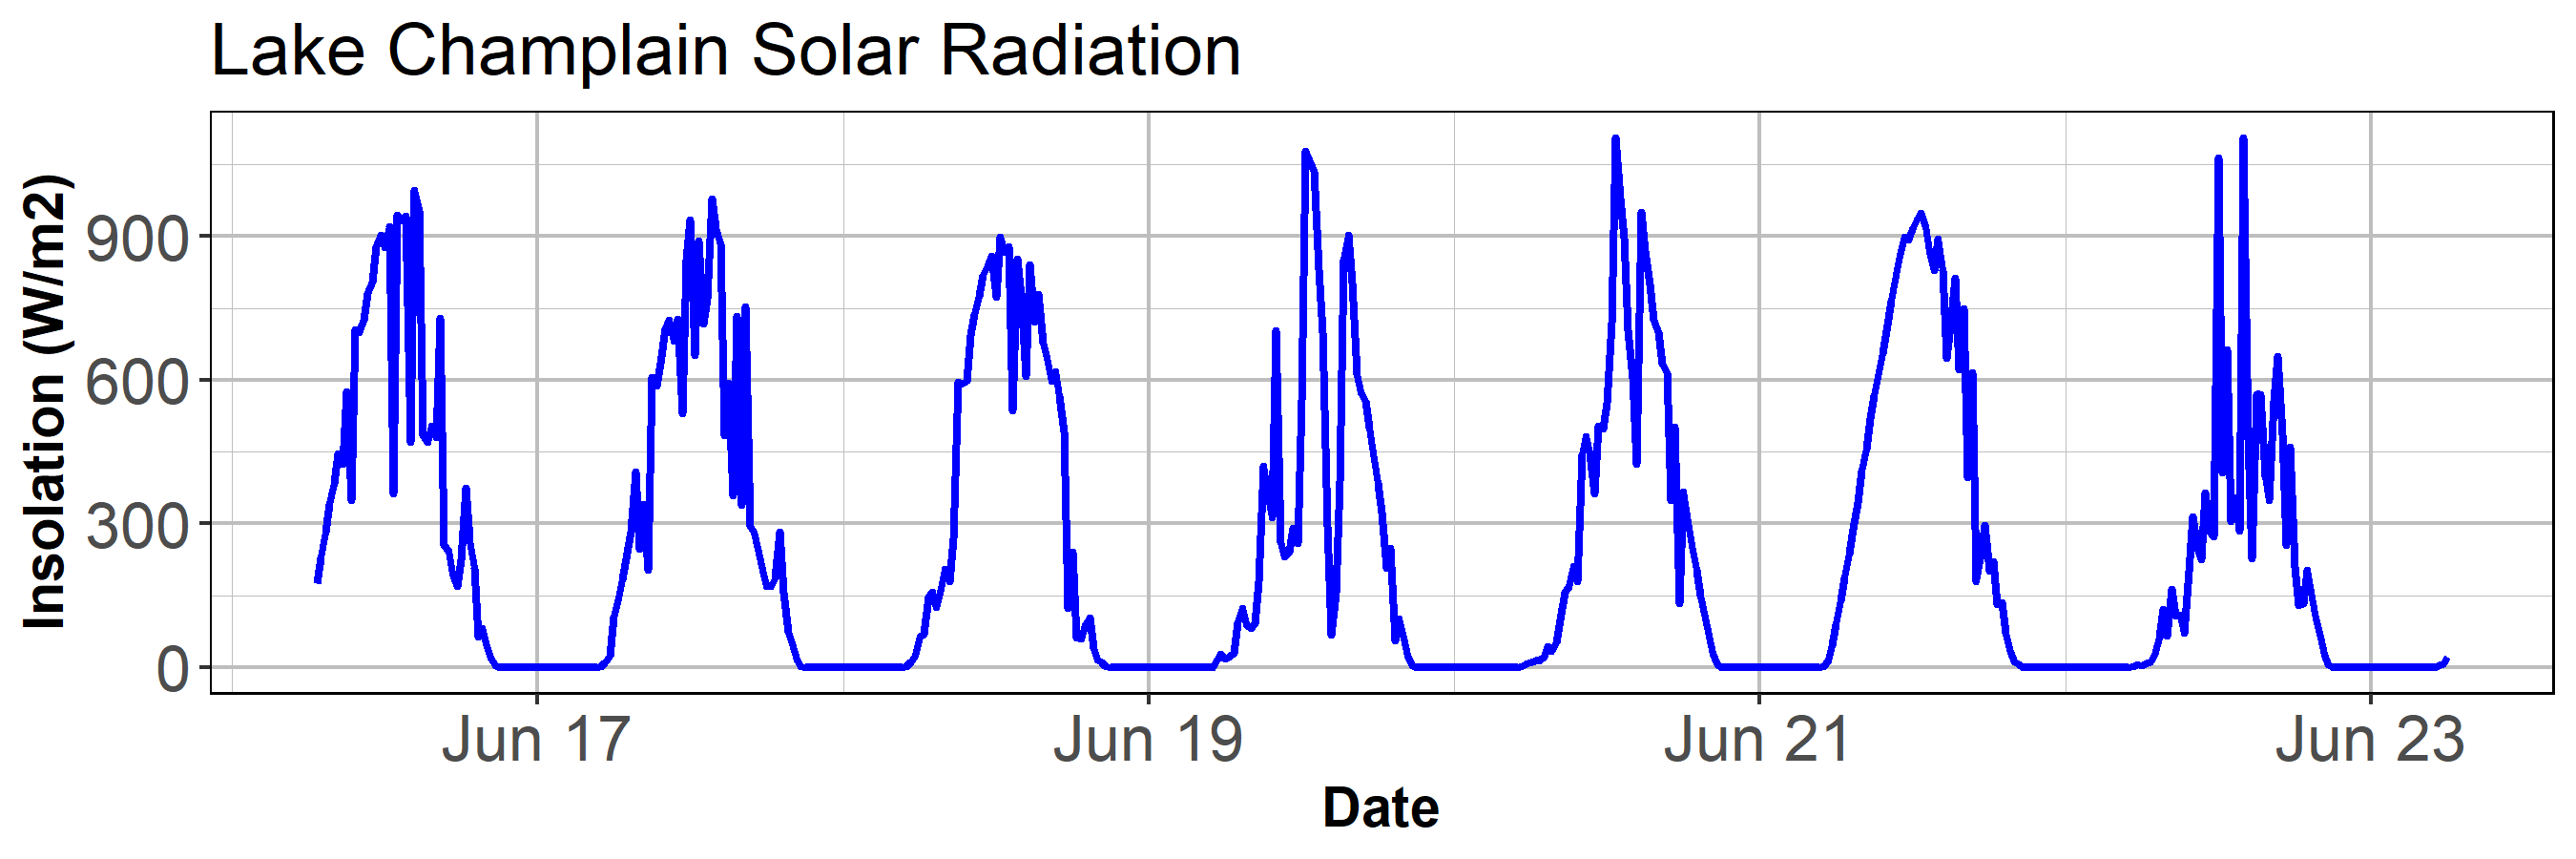 Lake Champlain Solar Radiation
Insolation (W/m2)
900
600
300
0
Jun 17
Jun 19
Jun 21
Jun 23
Date